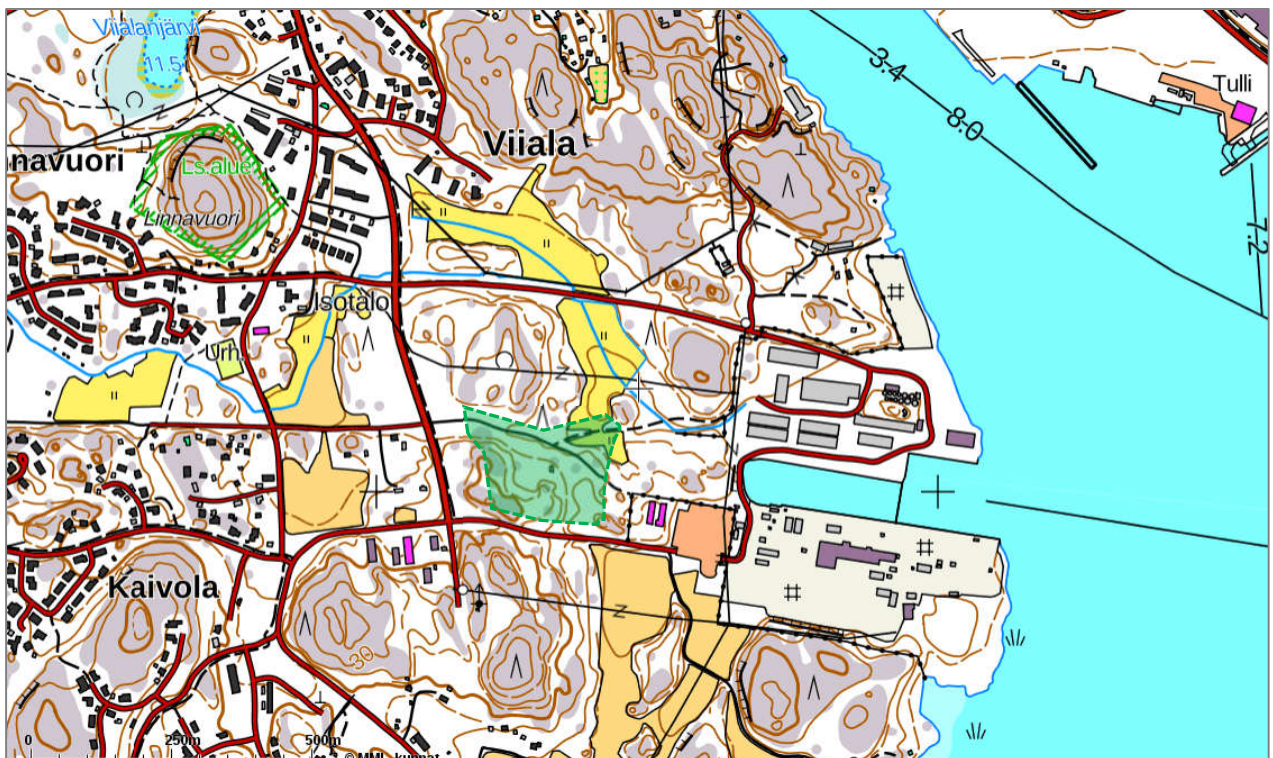 Viialanjärvi
11.5
3.4
8.0
Tulli
Viiala
navuori
Ls.alue
Linnavuori
7.2
Isotalo
Urh.
Kaivola
30
0
250m
500m
© MML, kunnat